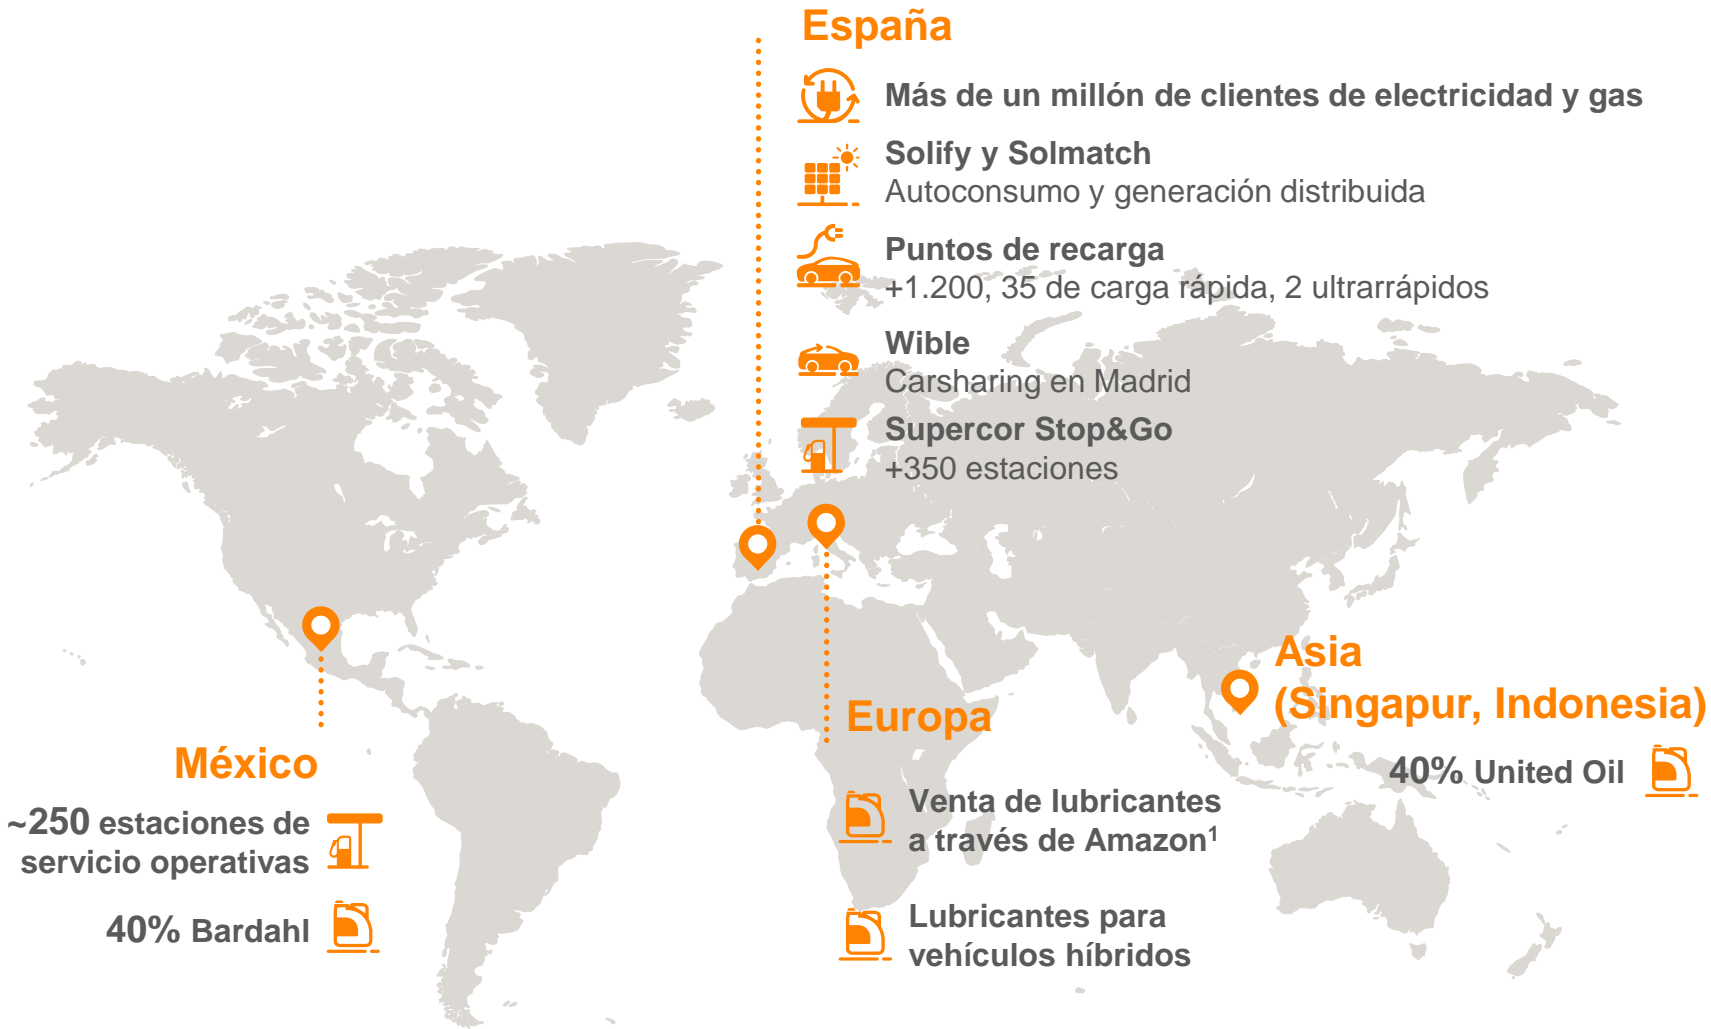 España
Más de un millón de clientes de electricidad y gas
Solify y Solmatch
Autoconsumo y generación distribuida
Puntos de recarga
+1.200, 35 de carga rápida, 2 ultrarrápidos
Wible
Carsharing en Madrid
Supercor Stop&Go
+350 estaciones
México
~250 estaciones de
servicio operativas
40% Bardahl
Europa
Venta de lubricantes
a través de Amazon¹
Lubricantes para
vehículos híbridos
Asia
(Singapur, Indonesia)
40% United Oil